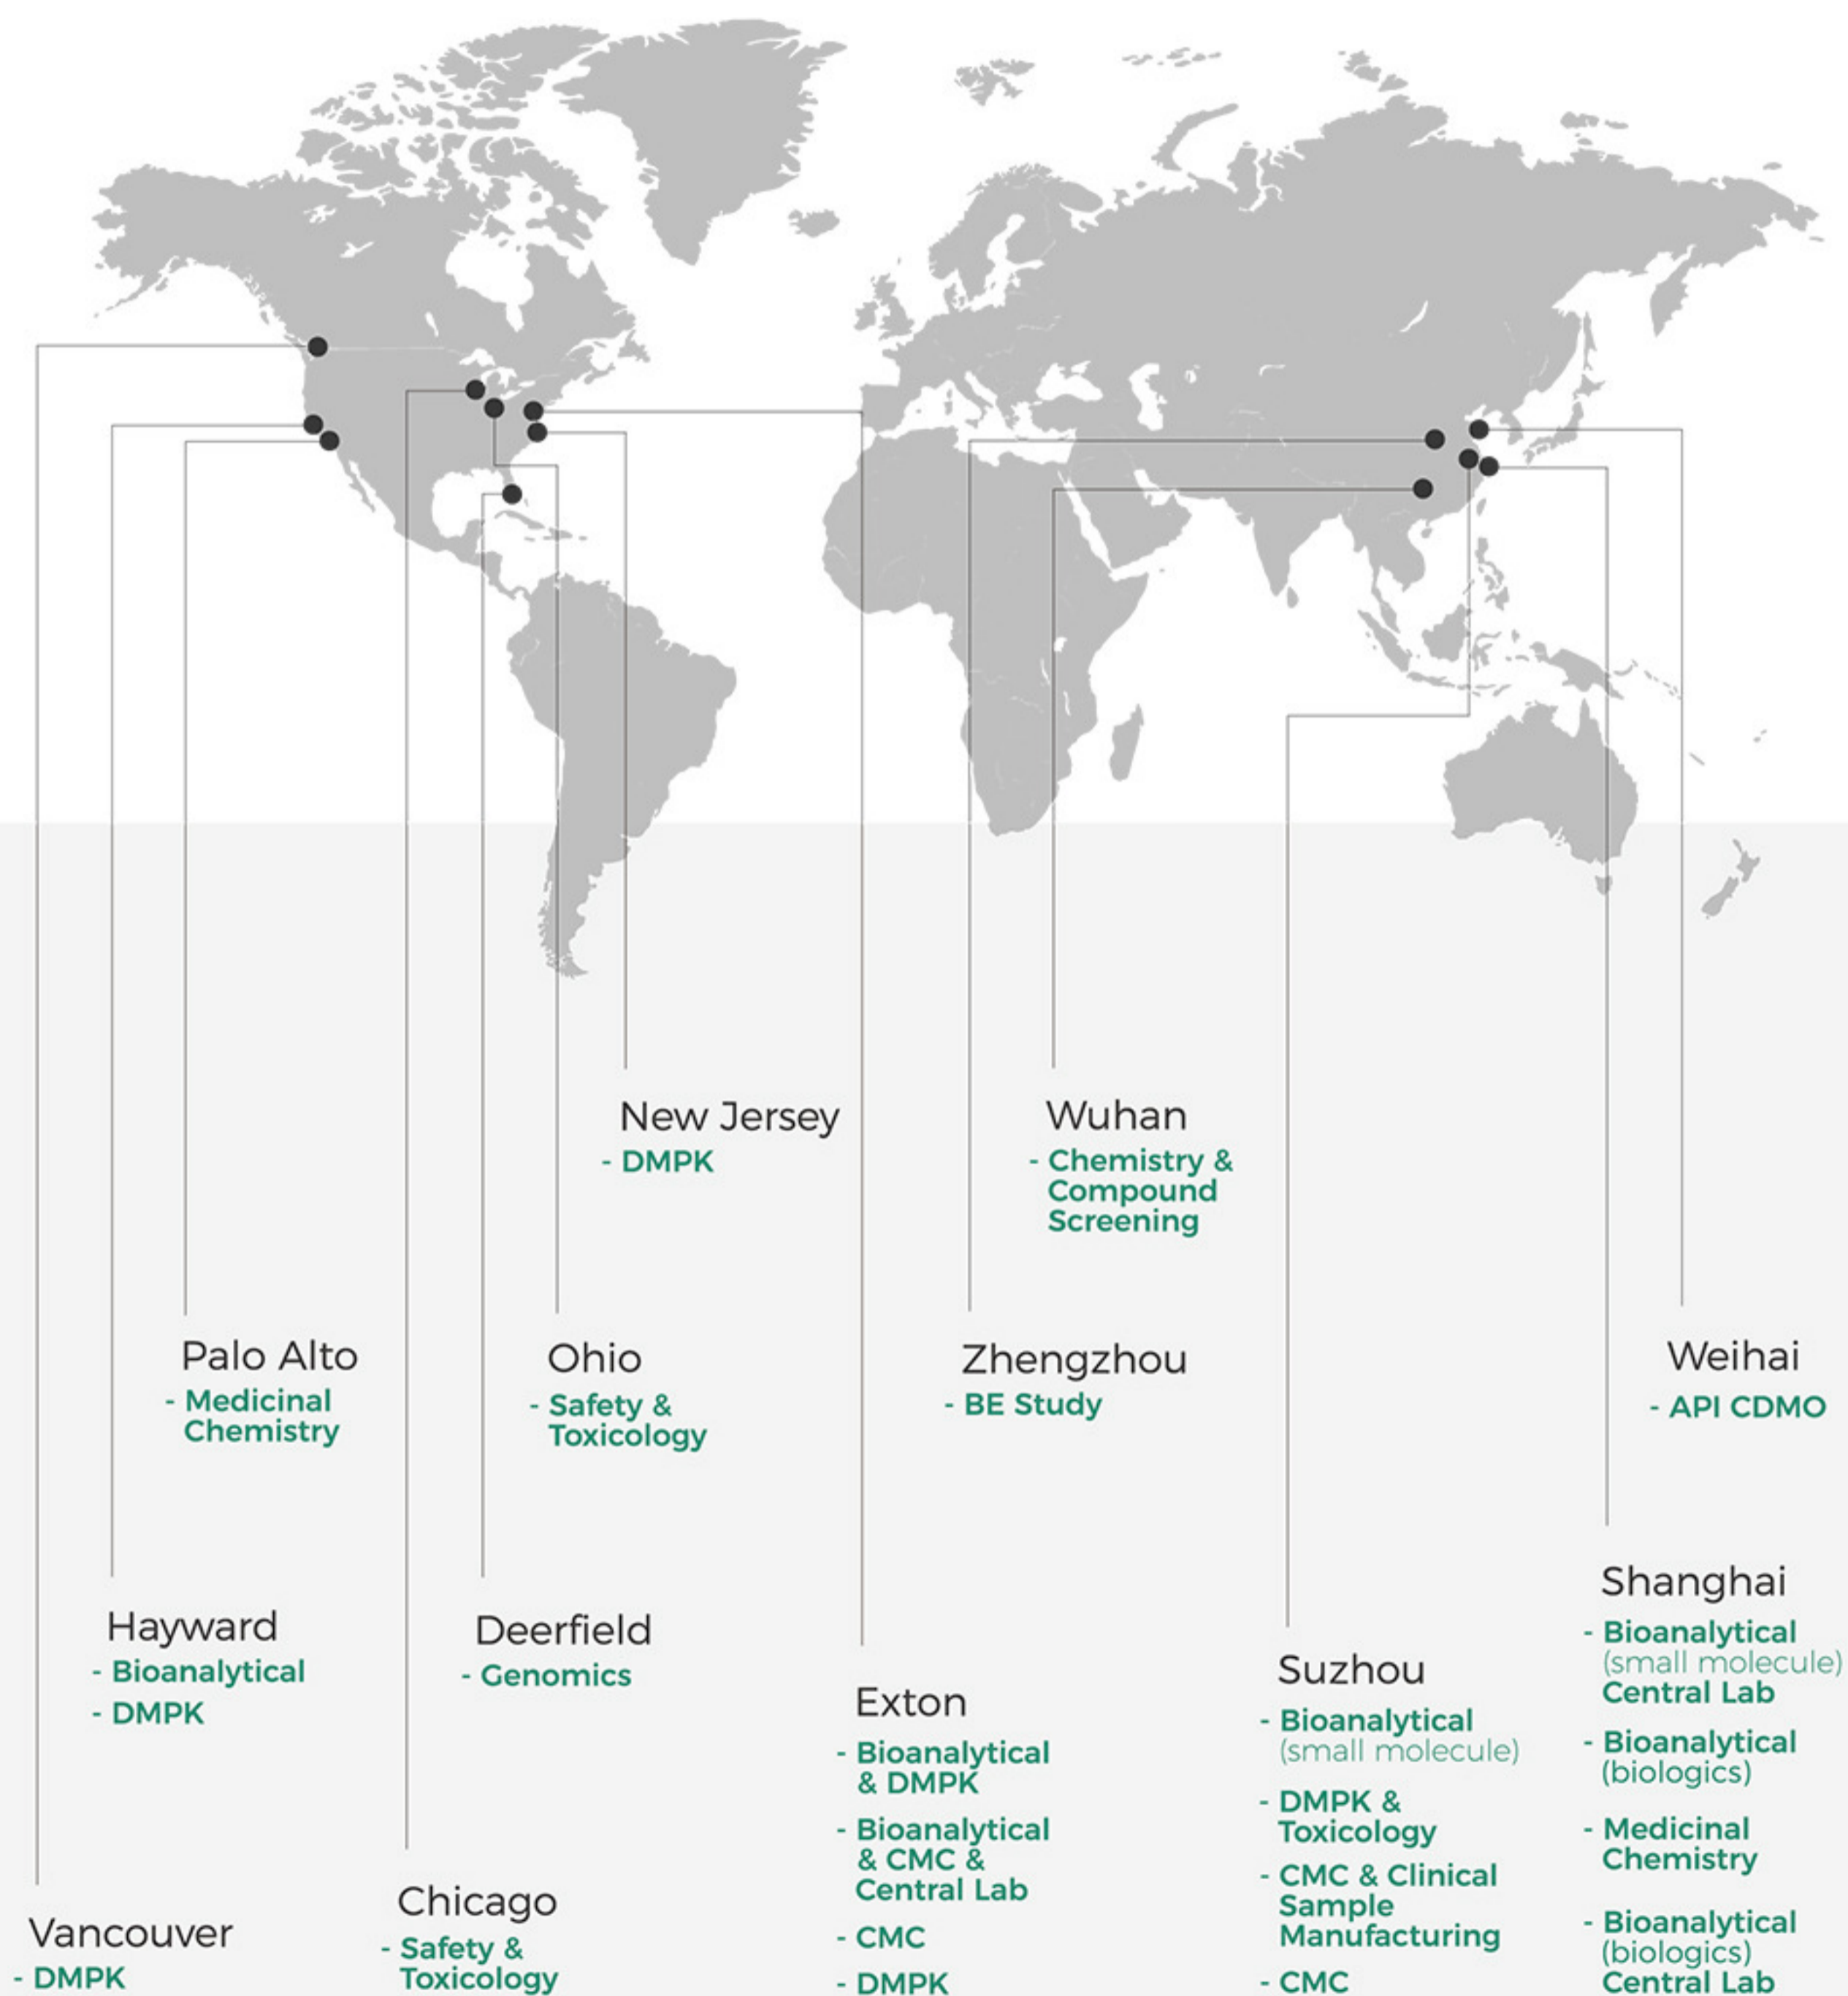 New Jersey
- DMPK
Wuhan
- Chemistry &
Compound
Screening
Palo Alto
- Medicinal
Chemistry
Ohio
- Safety &
Toxicology
Zhengzhou
- BE Study
Weihai
- API CDMO
Hayward
- Bioanalytical
- DMPK
Deerfield
- Genomics
Exton
- Bioanalytical
& DMPK
- Bioanalytical
& CMC &
Central Lab
- CMC
- DMPK
Suzhou
- Bioanalytical
(small molecule)
- DMPK &
Toxicology
- CMC & Clinical
Sample
Manufacturing
- CMC
Shanghai
- Bioanalytical
(small molecule)
Central Lab
- Bioanalytical
(biologics)
- Medicinal
Chemistry
- Bioanalytical
(biologics)
Central Lab
Vancouver
- DMPK
Chicago
- Safety &
Toxicology